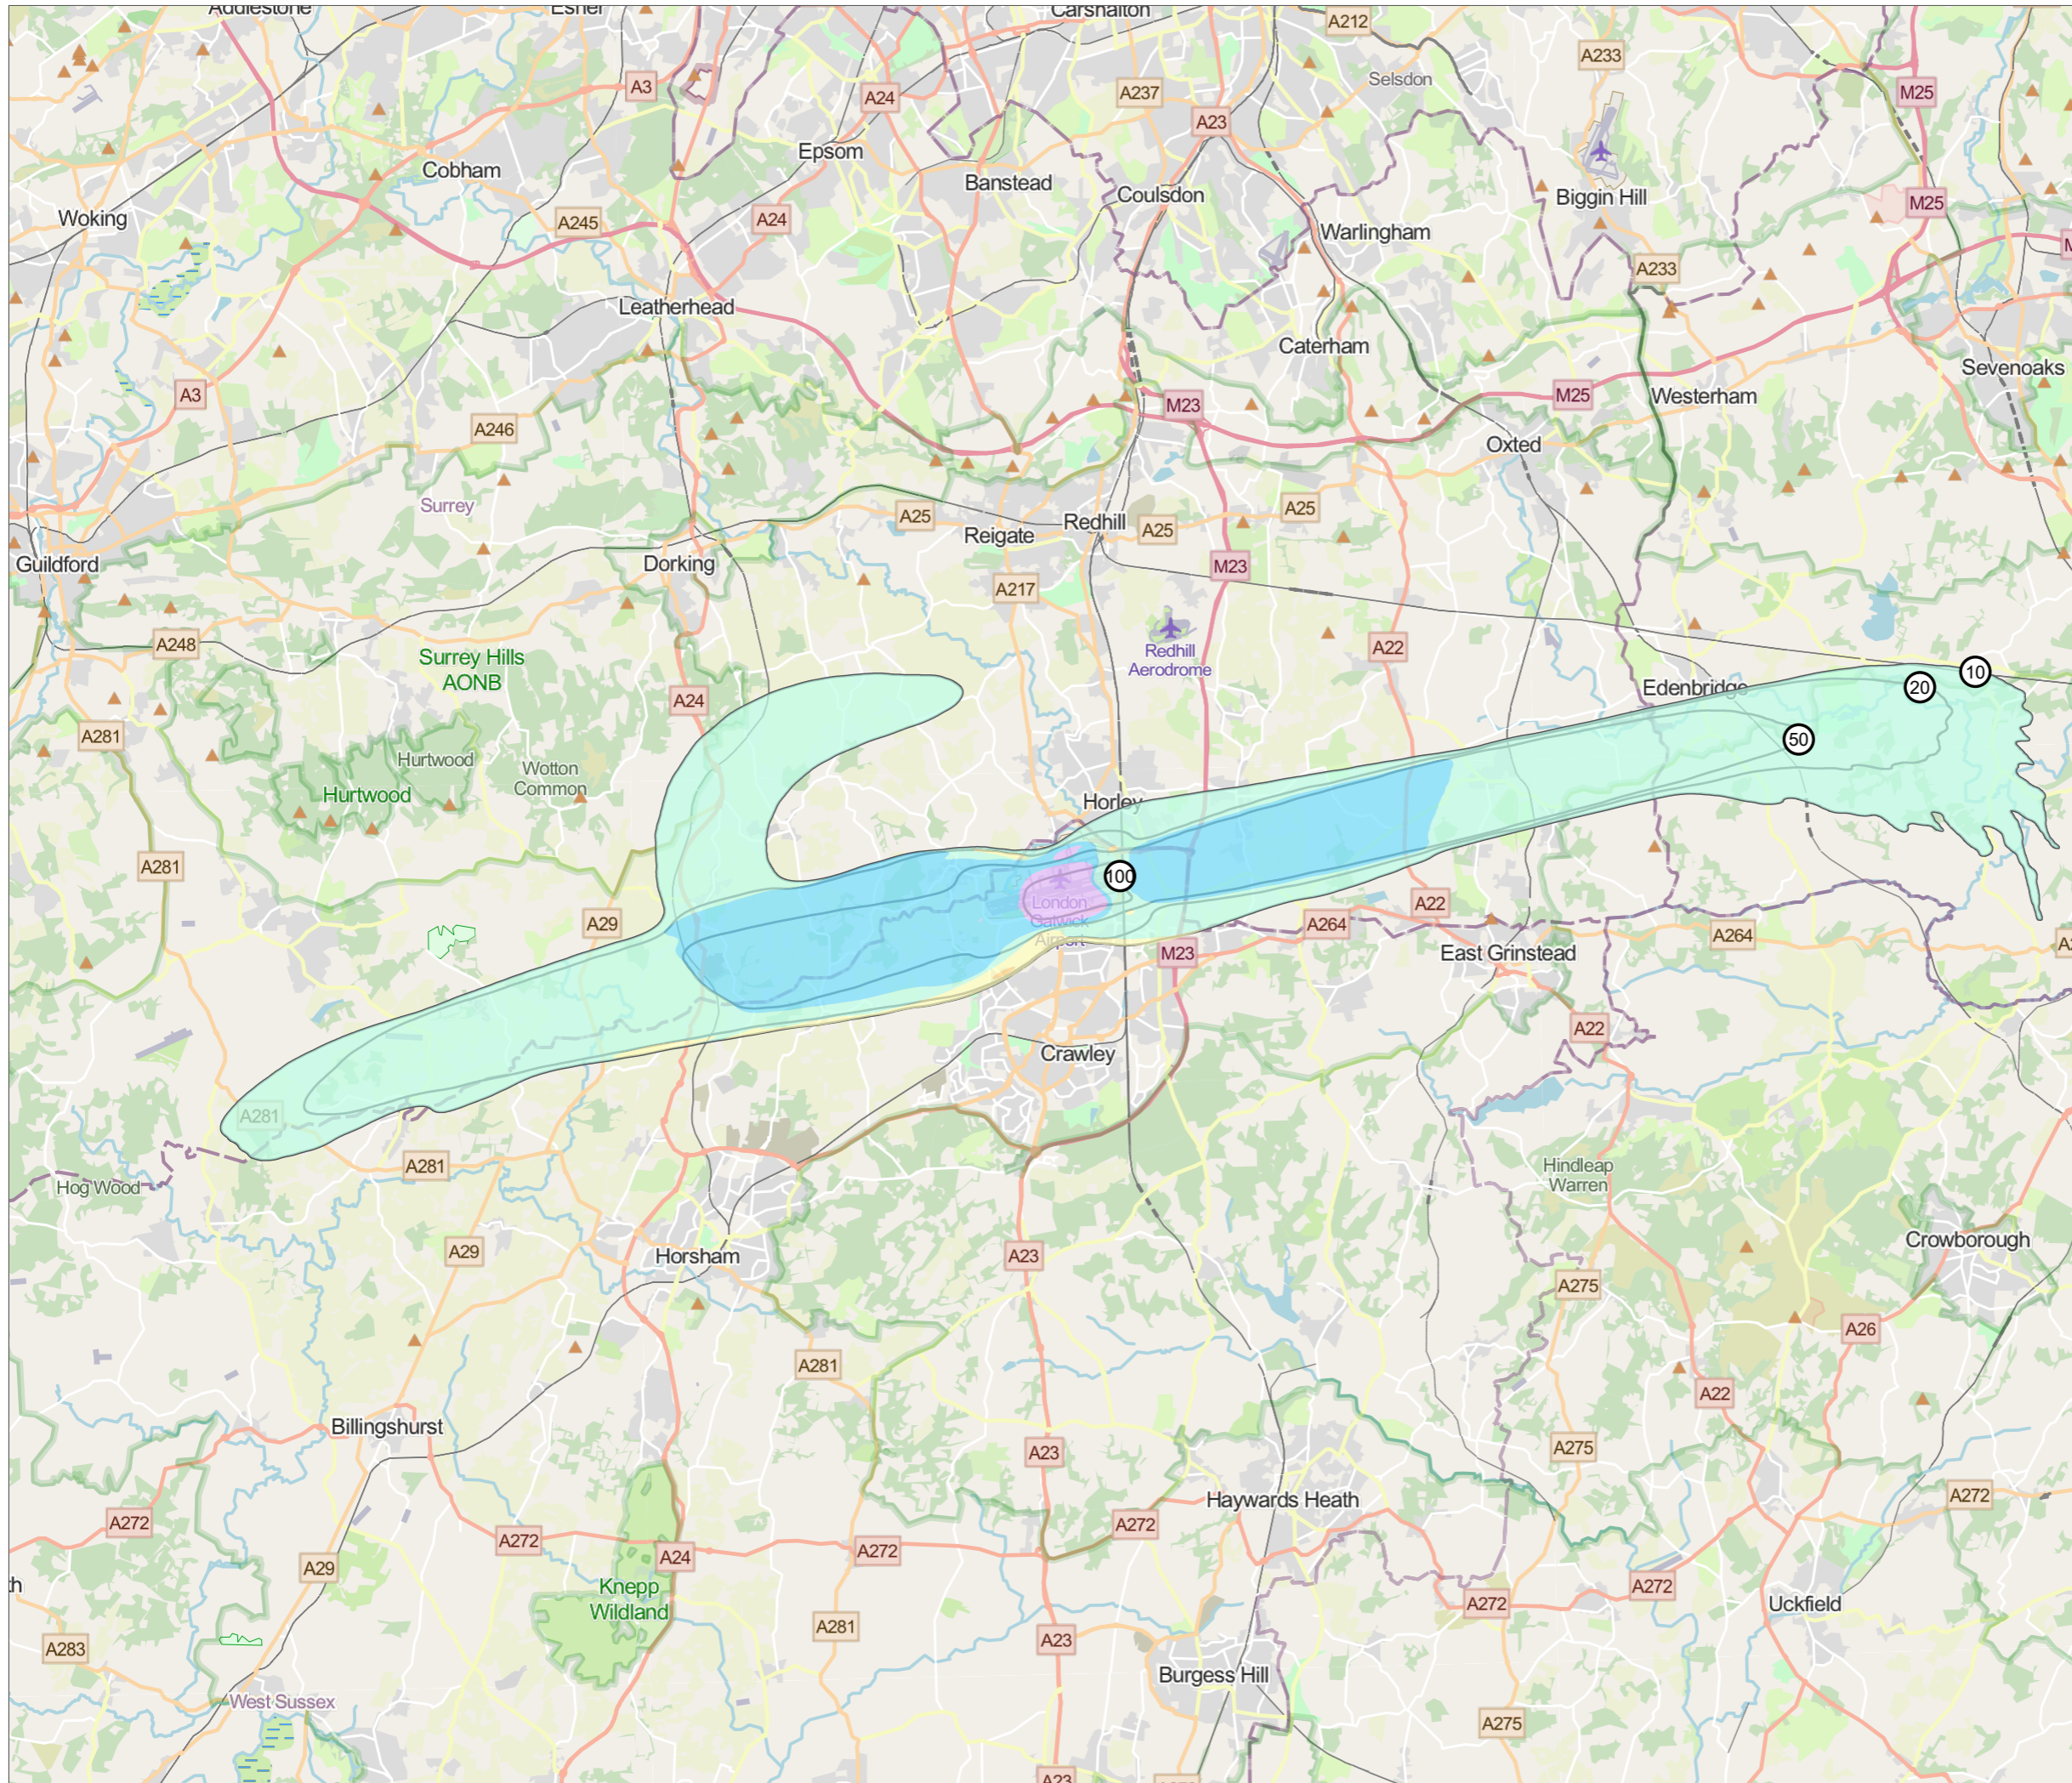 Addlestone
Esher
Carshalton
A212
A3
A24
A237
Selsdon
A233
M25
A23
Epsom
Cobham
Banstead
Coulsdon
Biggin Hill
M25
Woking
A245
A24
Warlingham
A233
Leatherhead
Caterham
Sevenoaks
A3
M23
M25
Westerham
A246
Oxted
Surrey
A25
Redhill
A25
A25
Reigate
Guildford
Dorking
M23
A217
A248
Redhill
Aerodrome
A22
Surrey Hills
AONB
A24
Edenbridge
10
20
A281
50
Hurtwood
Wotton
Common
Hurtwood
Horley
A281
100
London
Gatwick
Airport
A29
A22
A264
A264
M23
East Grinstead
A22
Crawley
A281
A281
Hog Wood
Hindleap
Warren
A29
Horsham
A23
Crowborough
A275
A26
A281
A22
Billingshurst
A23
A275
Haywards Heath
A272
A272
A272
A272
A272
A29
A24
Knepp
Wildland
A272
A272
Uckfield
A281
A283
A23
Burgess Hill
West Sussex
A275
A23